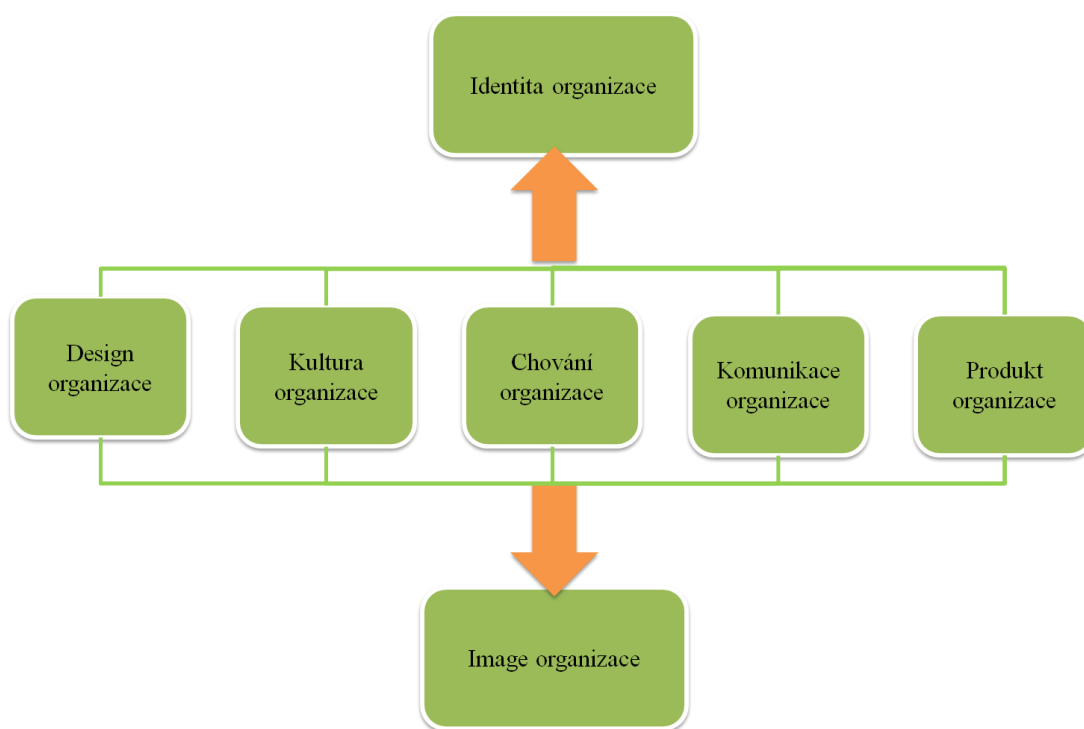 Identita organizace
Design
organizace
Kultura
organizace
Chování
organizace
Komunikace
organizace
Produkt
organizace
Image organizace